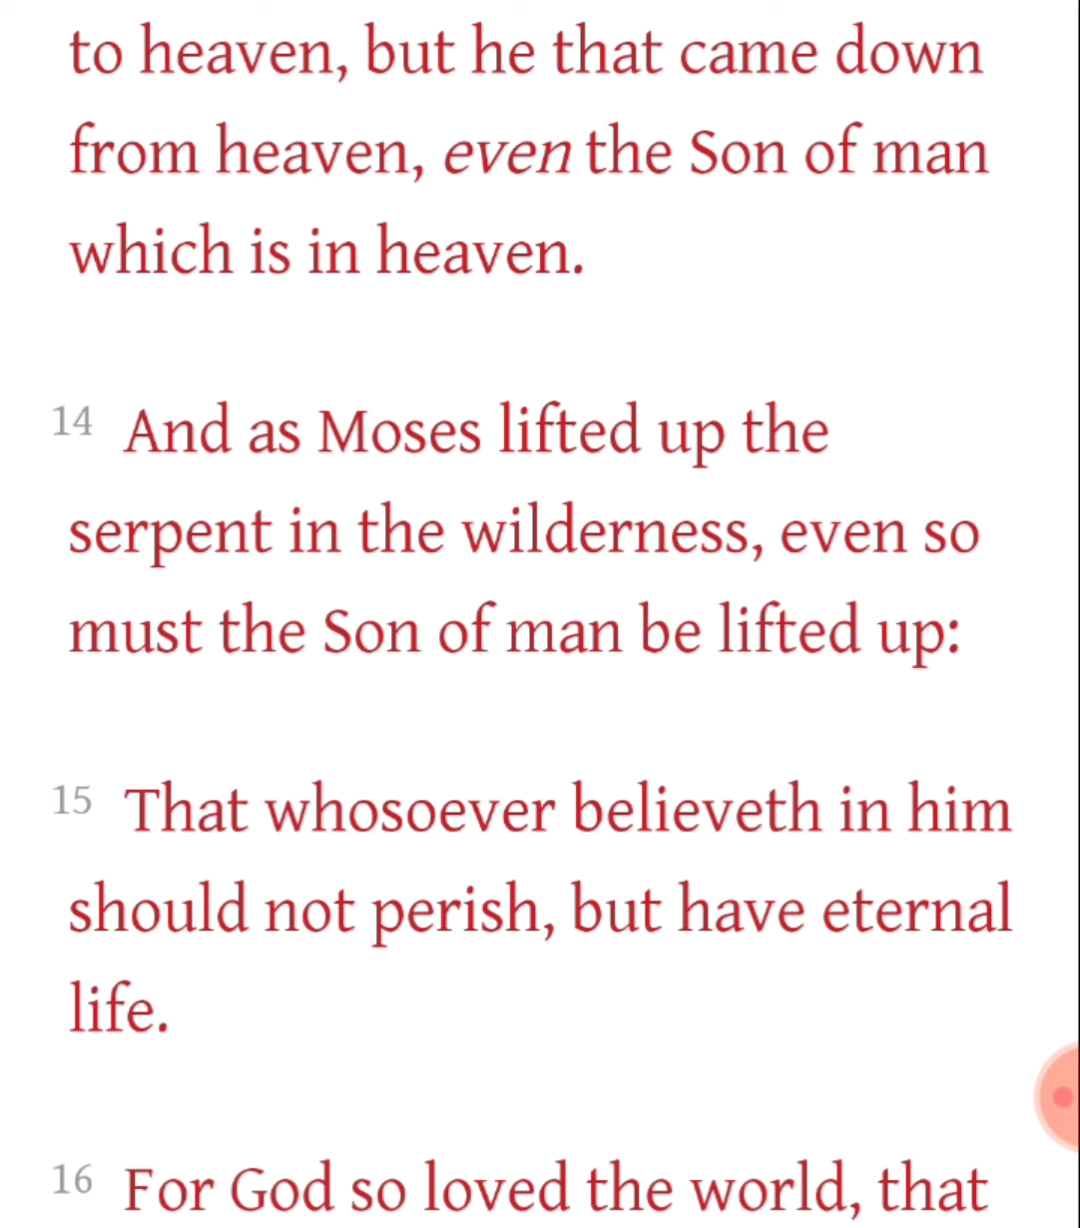 to heaven, but he that came down
from heaven, even the Son of man
which is in heaven.
14 And as Moses lifted up the
serpent in the wilderness, even so
must the Son of man be lifted up:
15 That whosoever believeth in him
should not perish, but have eternal
life.
16 For God so loved the world, that